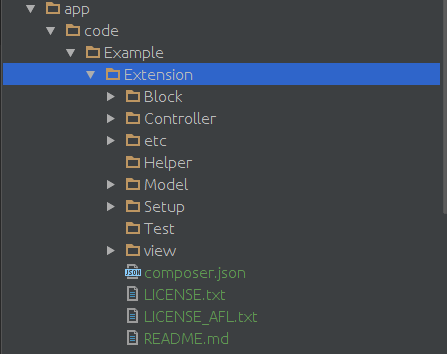 app
code
Example
Extension
Block
Controller
etc
Helper
Model
Setup
Test
view
JSON composer.json
LICENSE.txt
LICENSE_AFL.txt
README.md